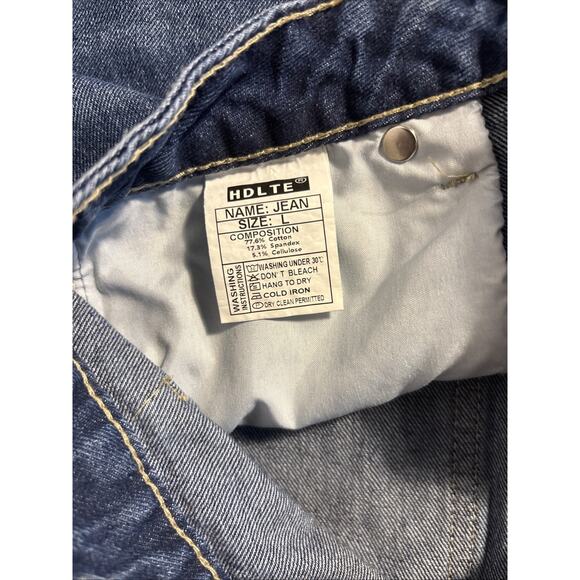 HDLTE®
NAME: JEAN
SIZE: L
COMPOSITION
77.6% Cotton
17.3% Spandex
5.1% Cellulose
WASHING
INSTRUCTIONS
WASHING UNDER 30℃
DON'T BLEACH
HANG TO DRY
COLD IRON
DRY CLEAN PERMITTED